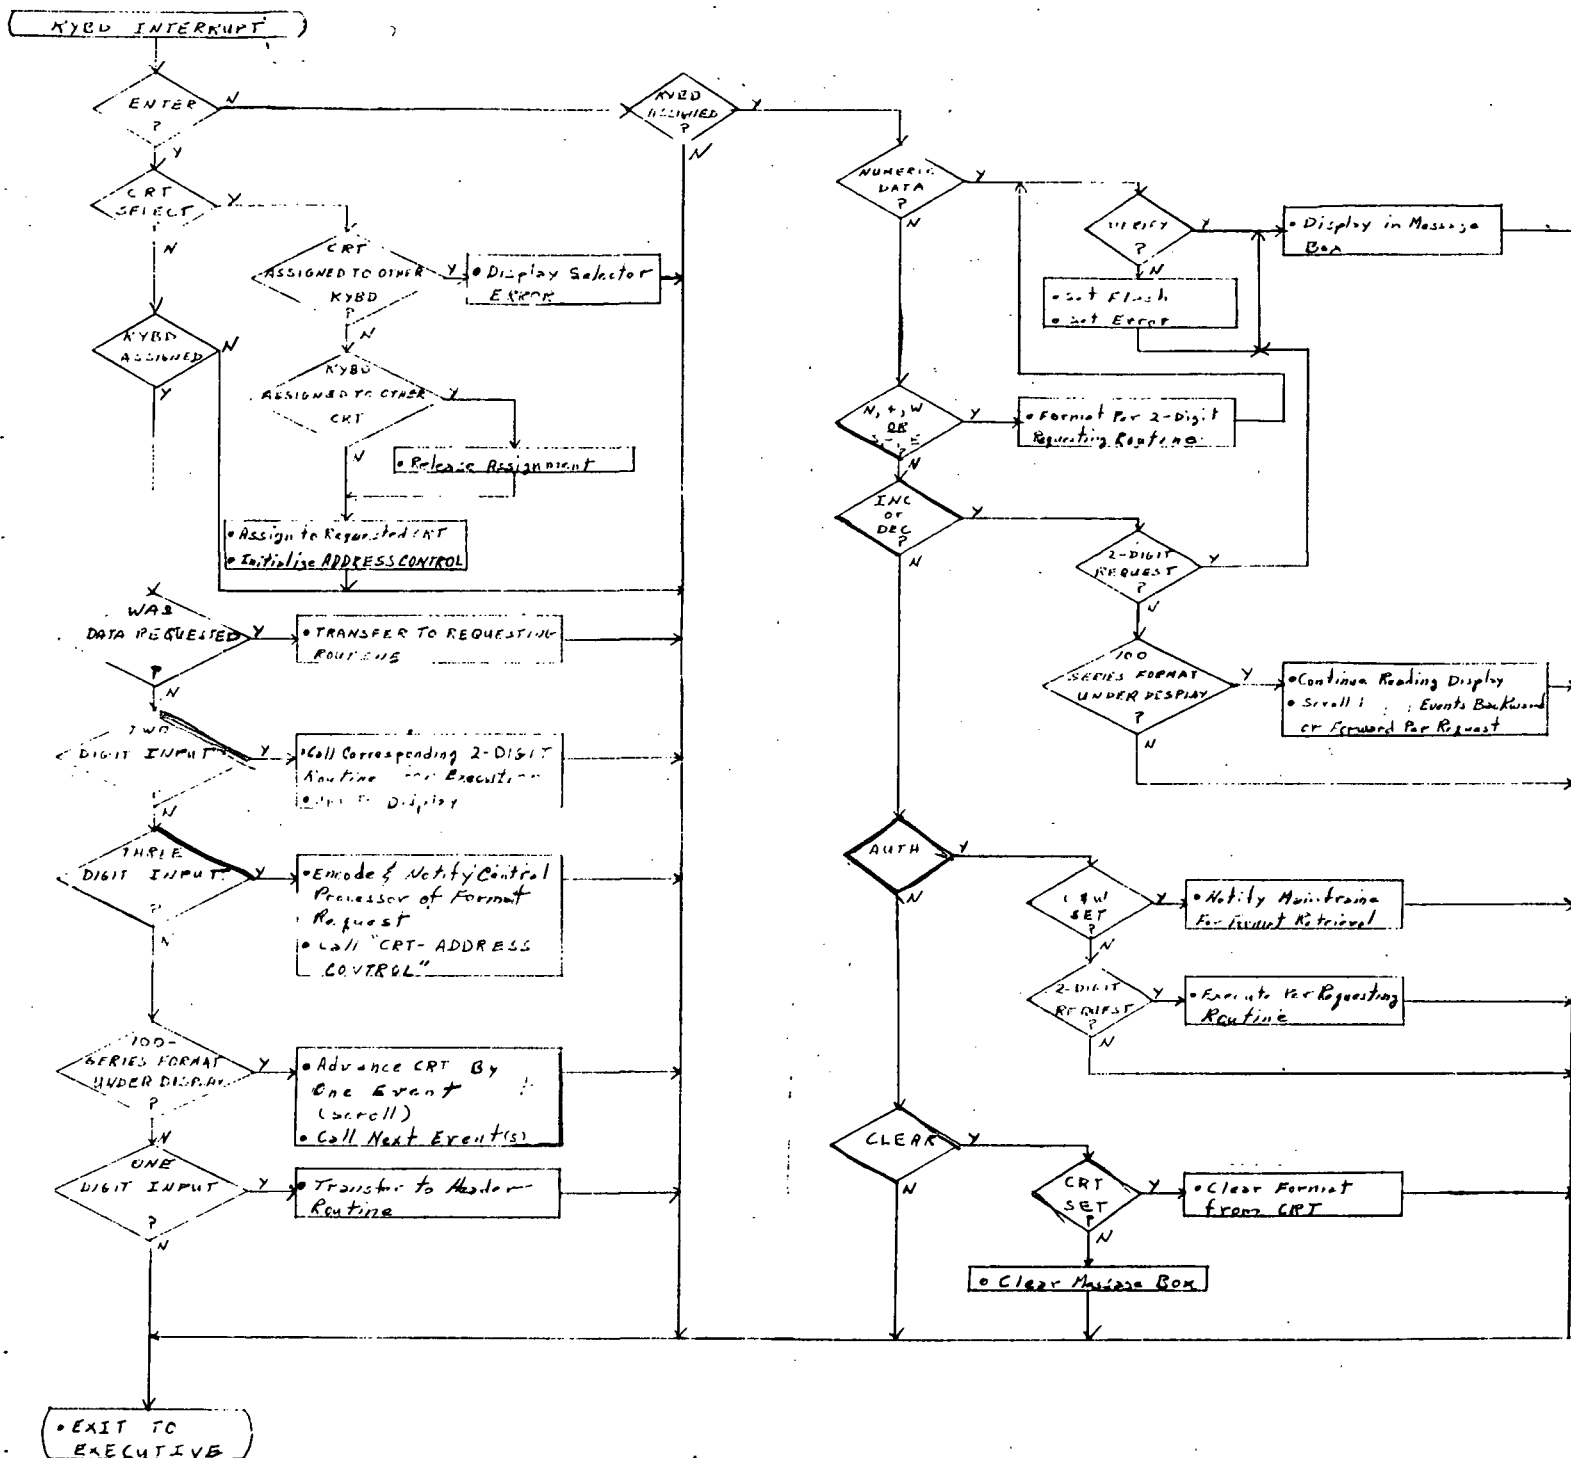 KYBD INTERRUPT
ENTER
?
N
Y
KYBD
ASSIGNED
?
Y
N
CRT
SELECT
Y
N
CRT
ASSIGNED TO OTHER
KYBD
?
Y
N
• Display Selector
ERROR
KYBD
ASSIGNED
N
Y
KYBD
ASSIGNED TO OTHER
CRT
Y
N
• Release Assignment
• Assign to Requested CRT
• Initialize ADDRESS CONTROL
WAS
DATA REQUESTED
?
Y
N
• TRANSFER TO REQUESTING
ROUTINE
TWO
DIGIT INPUT
Y
N
• Call Corresponding 2-DIGIT
Routine for Execution
Display
THREE
DIGIT INPUT
?
Y
N
• Encode & Notify Control
Processor of Format
Request
• Call "CRT-ADDRESS
CONTROL"
100-
SERIES FORMAT
UNDER DISPLAY
?
Y
N
• Advance CRT By
One Event
(scroll)
• Call Next Event(s)
ONE
DIGIT INPUT
?
Y
N
• Transfer to Header
Routine
• EXIT TO
EXECUTIVE
NUMERIC
DATA
?
Y
N
VERIFY
?
Y
N
• Display in Message
Box
• Set Flash
• Set Error
N, +, W
OR
S, -, E
?
Y
N
• Format Per 2-Digit
Requesting Routine
INC
or
DEC
?
Y
N
2-DIGIT
REQUEST
?
Y
N
100
SERIES FORMAT
UNDER DISPLAY
?
Y
N
• Continue Reading Display
• Scroll Events Backward
or Forward Per Request
AUTH
Y
N
C&W
SET
?
Y
N
• Notify Mainframe
For Format Retrieval
2-DIGIT
REQUEST
?
Y
N
• Execute Per Requesting
Routine
CLEAR
Y
N
CRT
SET
?
Y
N
• Clear Format
from CRT
• Clear Message Box